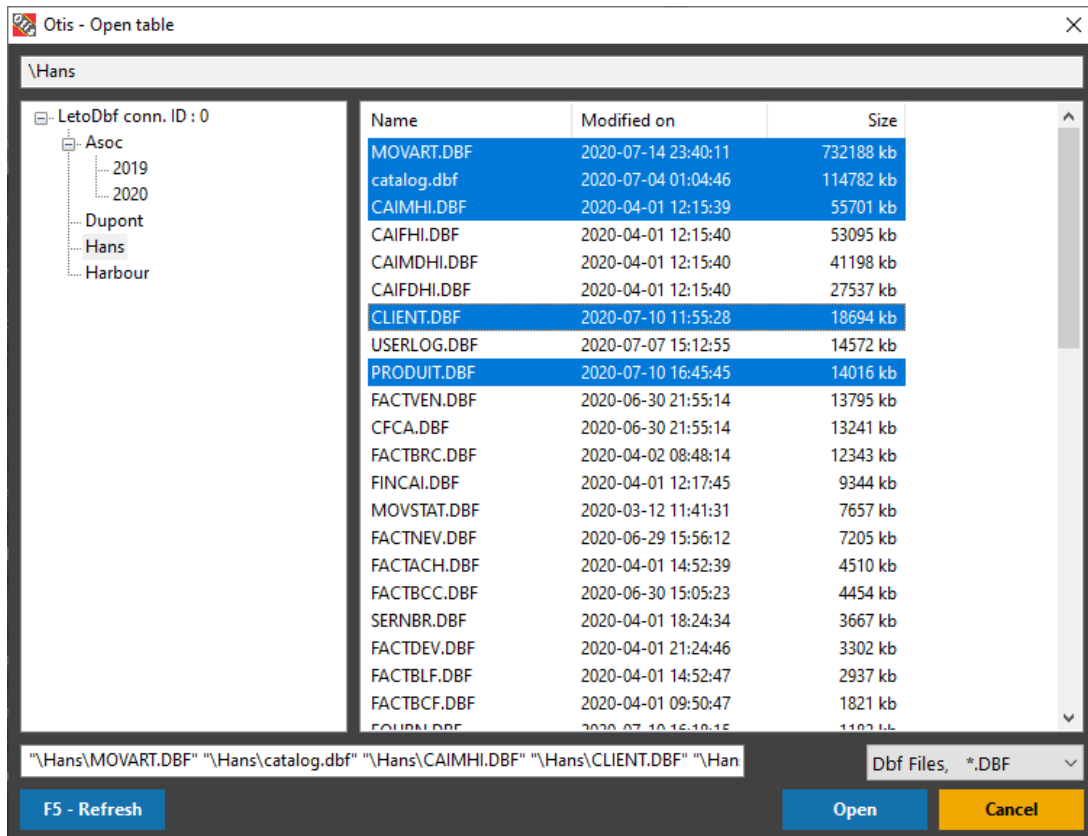 Otis - Open table
\Hans
LetoDbf conn. ID : 0
Asoc
2019
2020
Dupont
Hans
Harbour
Name Modified on Size
MOVART.DBF 2020-07-14 23:40:11 732188 kb
catalog.dbf 2020-07-04 01:04:46 114782 kb
CAIMHI.DBF 2020-04-01 12:15:39 55701 kb
CAIFHI.DBF 2020-04-01 12:15:40 53095 kb
CAIMDHI.DBF 2020-04-01 12:15:40 41198 kb
CAIFDHI.DBF 2020-04-01 12:15:40 27537 kb
CLIENT.DBF 2020-07-10 11:55:28 18694 kb
USERLOG.DBF 2020-07-07 15:12:55 14572 kb
PRODUIT.DBF 2020-07-10 16:45:45 14016 kb
FACTVEN.DBF 2020-06-30 21:55:14 13795 kb
CFCA.DBF 2020-06-30 21:55:14 13241 kb
FACTBRC.DBF 2020-04-02 08:48:14 12343 kb
FINCAI.DBF 2020-04-01 12:17:45 9344 kb
MOVSTAT.DBF 2020-03-12 11:41:31 7657 kb
FACTNEV.DBF 2020-06-29 15:56:12 7205 kb
FACTACH.DBF 2020-04-01 14:52:39 4510 kb
FACTBCC.DBF 2020-06-30 15:05:23 4454 kb
SERNBR.DBF 2020-04-01 18:24:34 3667 kb
FACTDEV.DBF 2020-04-01 21:24:46 3302 kb
FACTBLF.DBF 2020-04-01 14:52:47 2937 kb
FACTBCF.DBF 2020-04-01 09:50:47 1821 kb
"\Hans\MOVART.DBF" "\Hans\catalog.dbf" "\Hans\CAIMHI.DBF" "\Hans\CLIENT.DBF" "\Han
Dbf Files, *.DBF
F5 - Refresh
Open
Cancel